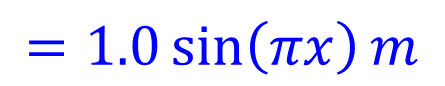 = 1.0 sin(πx) m